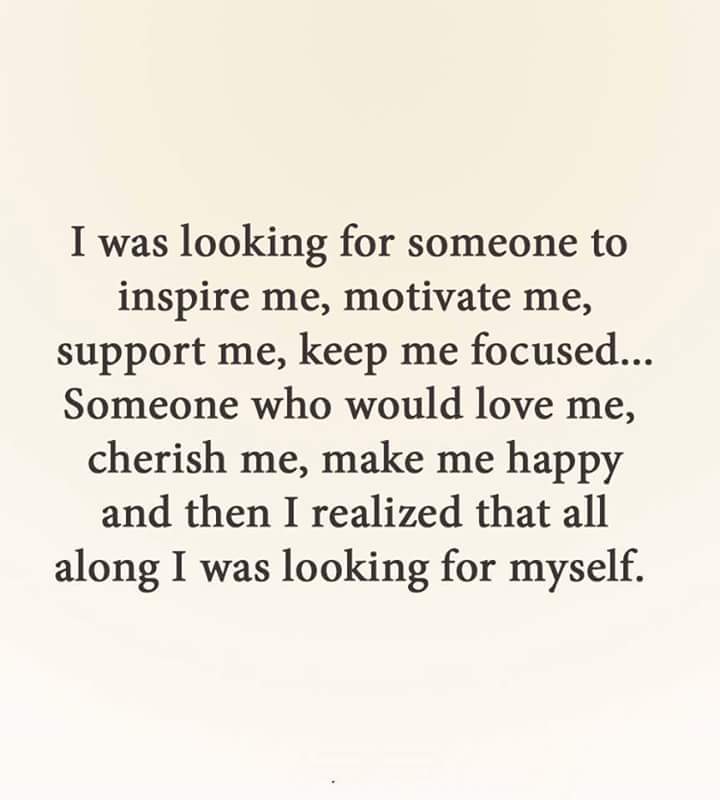 I was looking for someone to
inspire me, motivate me,
support me, keep me focused...
Someone who would love me,
cherish me, make me happy
and then I realized that all
along I was looking for myself.